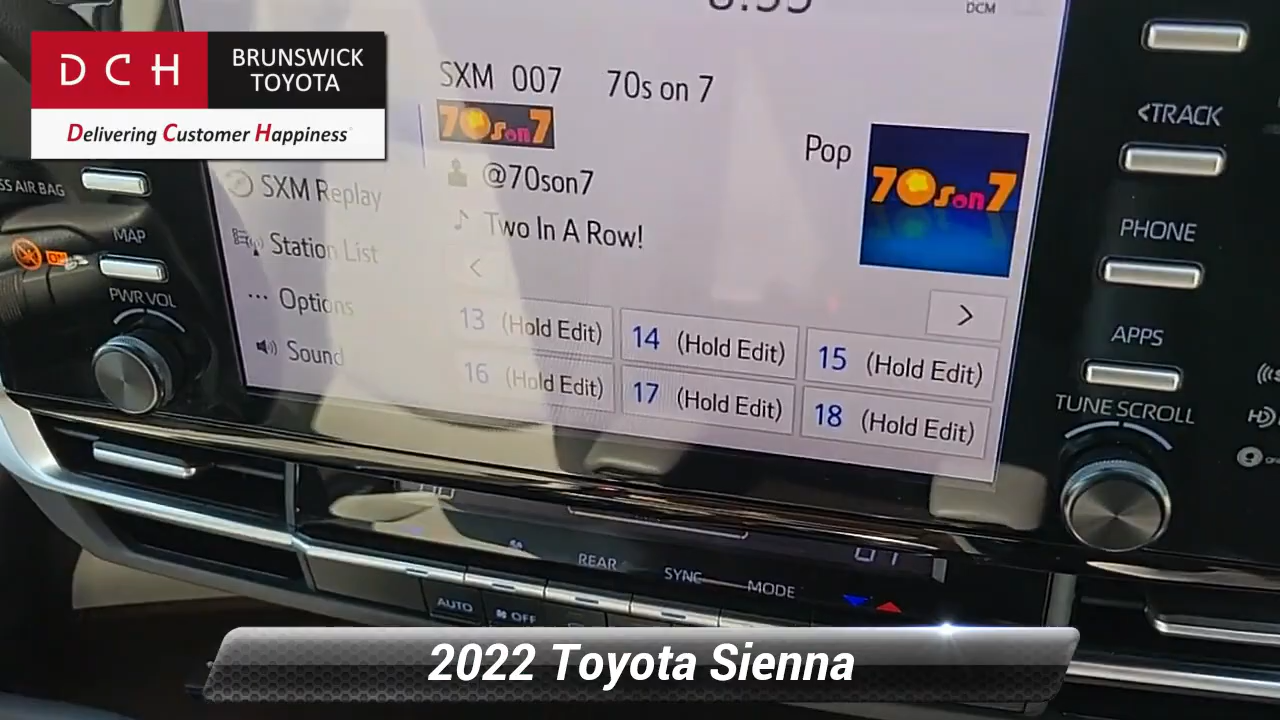 DCH
BRUNSWICK
TOYOTA
Delivering Customer Happiness
DCM
SXM 007 70s on 7
70son7
@70son7
Two In A Row!
Pop
70son7
SXM Replay
Station List
Options
Sound
<
>
13 (Hold Edit)
14 (Hold Edit)
15 (Hold Edit)
16 (Hold Edit)
17 (Hold Edit)
18 (Hold Edit)
AIR BAG
MAP
PWR VOL
<TRACK
PHONE
APPS
TUNE SCROLL
REAR
SYNC
MODE
AUTO
OFF
2022 Toyota Sienna